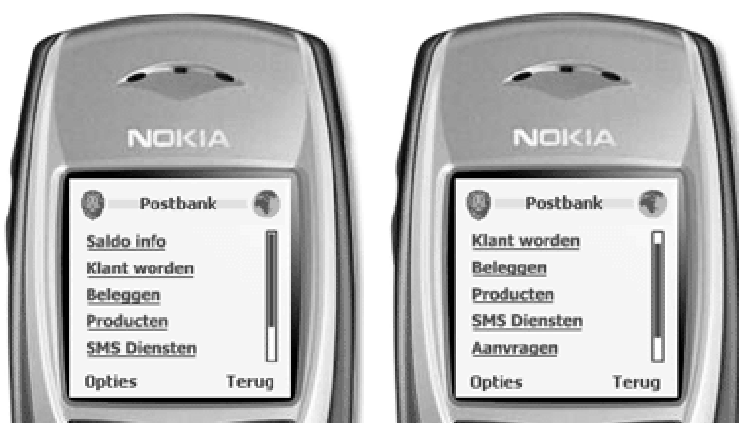 NOKIA
Postbank
Saldo info
Klant worden
Beleggen
Producten
SMS Diensten
Opties Terug
NOKIA
Postbank
Klant worden
Beleggen
Producten
SMS Diensten
Aanvragen
Opties Terug